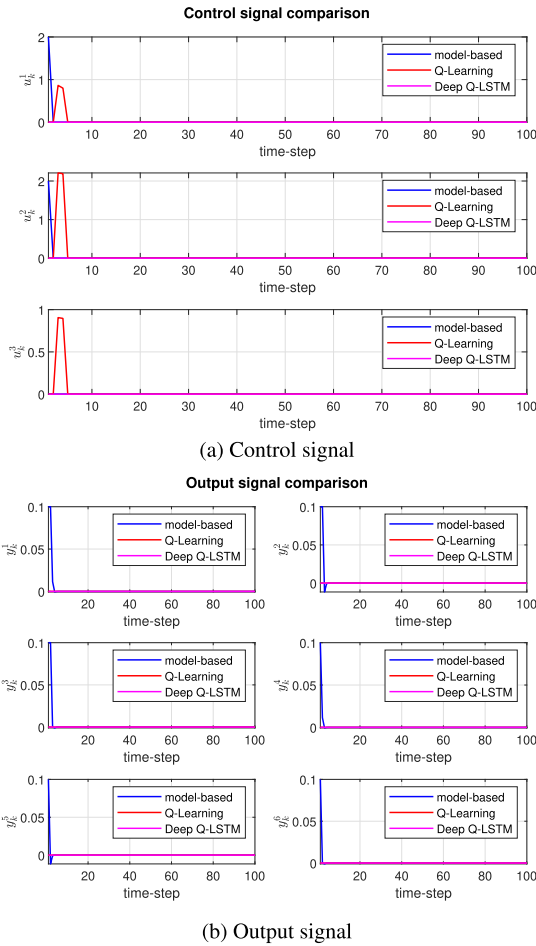 Control signal comparison
2
1
0
u_k^1
model-based
Q-Learning
Deep Q-LSTM
10 20 30 40 50 60 70 80 90 100
time-step
2
1
0
u_k^2
model-based
Q-Learning
Deep Q-LSTM
10 20 30 40 50 60 70 80 90 100
time-step
1
0.5
0
u_k^3
model-based
Q-Learning
Deep Q-LSTM
10 20 30 40 50 60 70 80 90 100
time-step
(a) Control signal
Output signal comparison
0.1
0.05
0
y_k^1
model-based
Q-Learning
Deep Q-LSTM
20 40 60 80 100
time-step
0.1
0.05
0
y_k^2
model-based
Q-Learning
Deep Q-LSTM
20 40 60 80 100
time-step
0.1
0.05
0
y_k^3
model-based
Q-Learning
Deep Q-LSTM
20 40 60 80 100
time-step
0.1
0.05
0
y_k^4
model-based
Q-Learning
Deep Q-LSTM
20 40 60 80 100
time-step
0.1
0.05
0
y_k^5
model-based
Q-Learning
Deep Q-LSTM
20 40 60 80 100
time-step
0.1
0.05
0
y_k^6
model-based
Q-Learning
Deep Q-LSTM
20 40 60 80 100
time-step
(b) Output signal